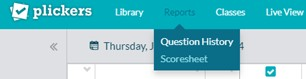 plickers Library Reports Classes Live View
Question History
Thursday, J 4
Scoresheet